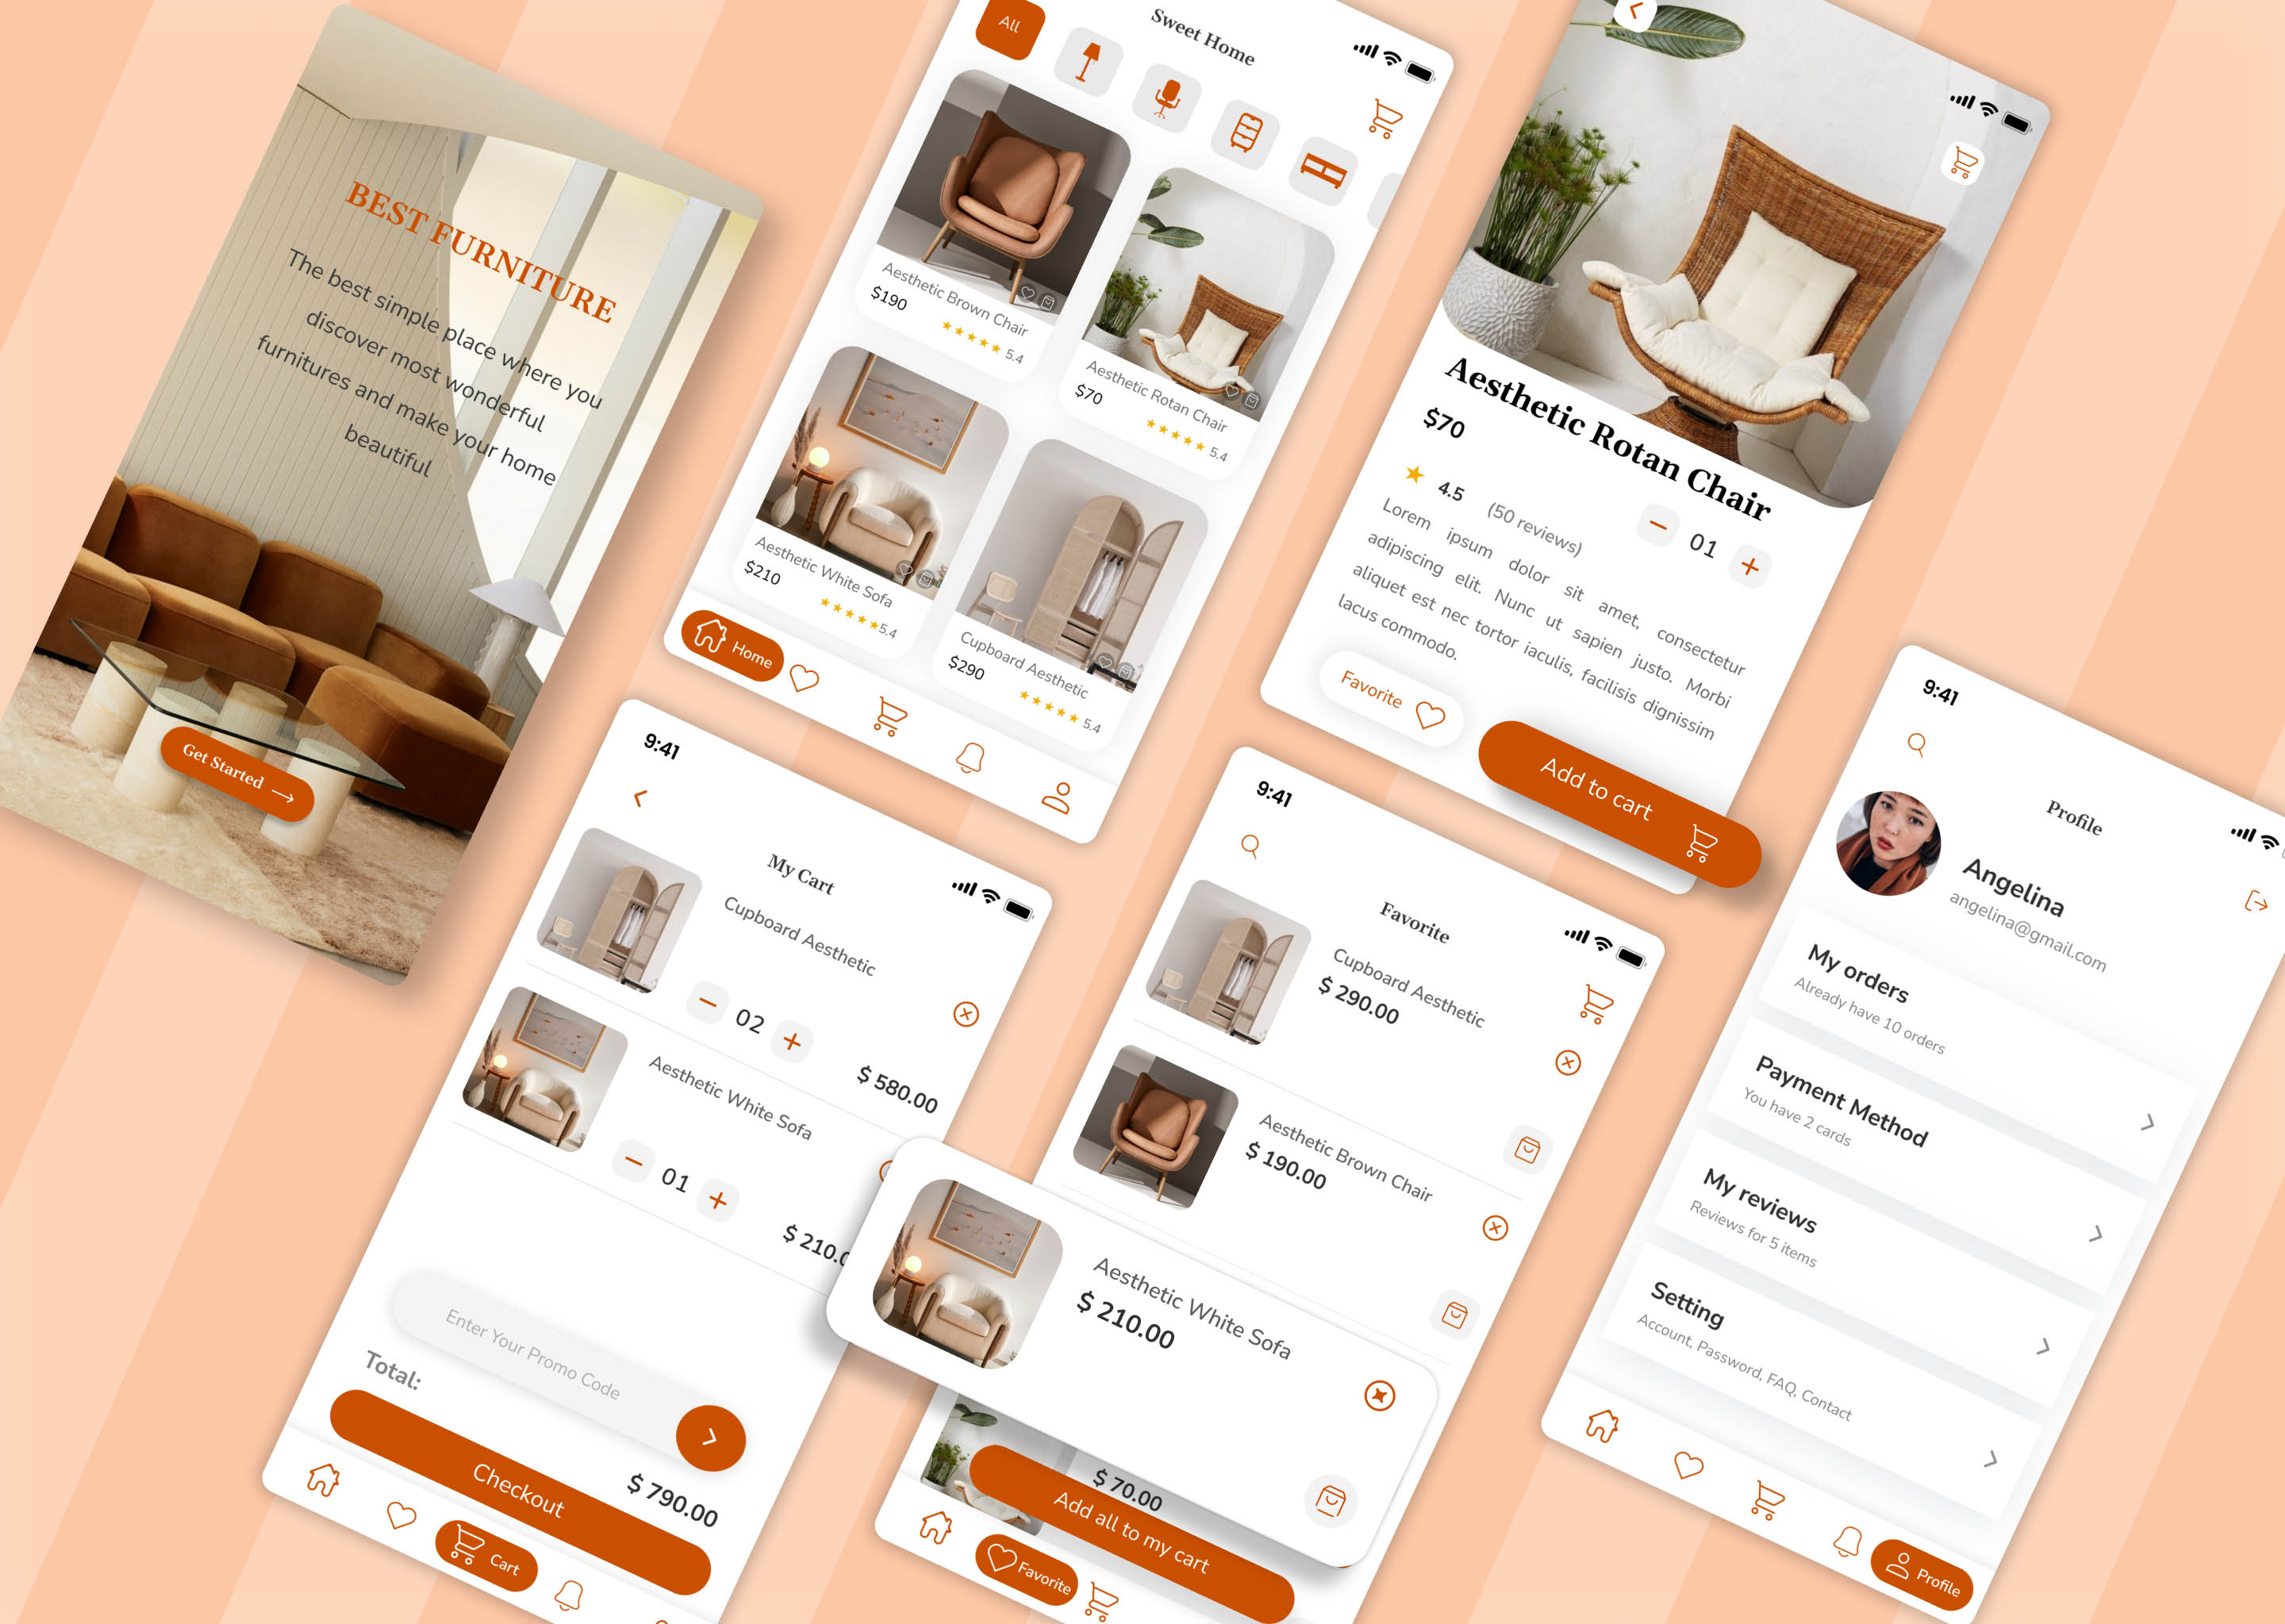 BEST FURNITURE
The best simple place where you
discover most wonderful
furnitures and make your home
beautiful
Get Started
Sweet Home
All
Aesthetic Brown Chair
$190
5.4
Aesthetic Rotan Chair
$70
5.4
Aesthetic White Sofa
$210
5.4
Cupboard Aesthetic
$290
5.4
Home
Aesthetic Rotan Chair
$70
4.5 (50 reviews)
01
Lorem ipsum dolor sit amet, consectetur
adipiscing elit. Nunc ut sapien justo. Morbi
aliquet est nec tortor iaculis, facilisis dignissim
lacus commodo.
Favorite
Add to cart
9:41
My Cart
Cupboard Aesthetic
02
$ 580.00
Aesthetic White Sofa
01
$ 210.0
Enter Your Promo Code
Total:
$ 790.00
Checkout
Cart
9:41
Favorite
Cupboard Aesthetic
$ 290.00
Aesthetic Brown Chair
$ 190.00
Aesthetic White Sofa
$ 210.00
$ 70.00
Add all to my cart
Favorite
9:41
Profile
Angelina
angelina@gmail.com
My orders
Already have 10 orders
Payment Method
You have 2 cards
My reviews
Reviews for 5 items
Setting
Account, Password, FAQ, Contact
Profile